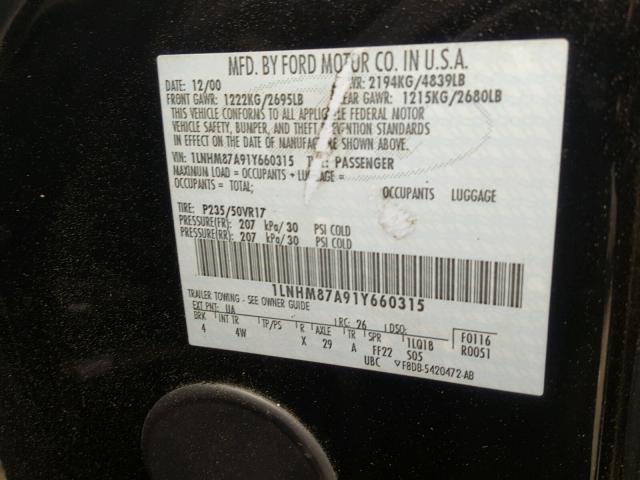 MFD. BY FORD MOTOR CO. IN U.S.A.
DATE: 12/00 GVWR: 2194KG/4839LB
FRONT GAWR: 1222KG/2695LB REAR GAWR: 1215KG/2680LB
THIS VEHICLE CONFORMS TO ALL APPLICABLE FEDERAL MOTOR
VEHICLE SAFETY, BUMPER, AND THEFT PREVENTION STANDARDS
IN EFFECT ON THE DATE OF MANUFACTURE SHOWN ABOVE.
VIN: 1LNHM87A91Y660315 TYPE: PASSENGER
MAXIMUM LOAD = OCCUPANTS + LUGGAGE =
OCCUPANTS = TOTAL: OCCUPANTS LUGGAGE
TIRE: P235/50VR17
PRESSURE(FR): 207 kPa/30 PSI COLD
PRESSURE(RR): 207 kPa/30 PSI COLD
1LNHM87A91Y660315
TRAILER TOWING - SEE OWNER GUIDE
EXT PNT: UA RC: 26 DSO: F0116
BRK INT TR TP/PS R AXLE TR SPR 1LQ1B R0051
4 4W X 29 A FF22 S05
UBC F8DB-5420472-AB